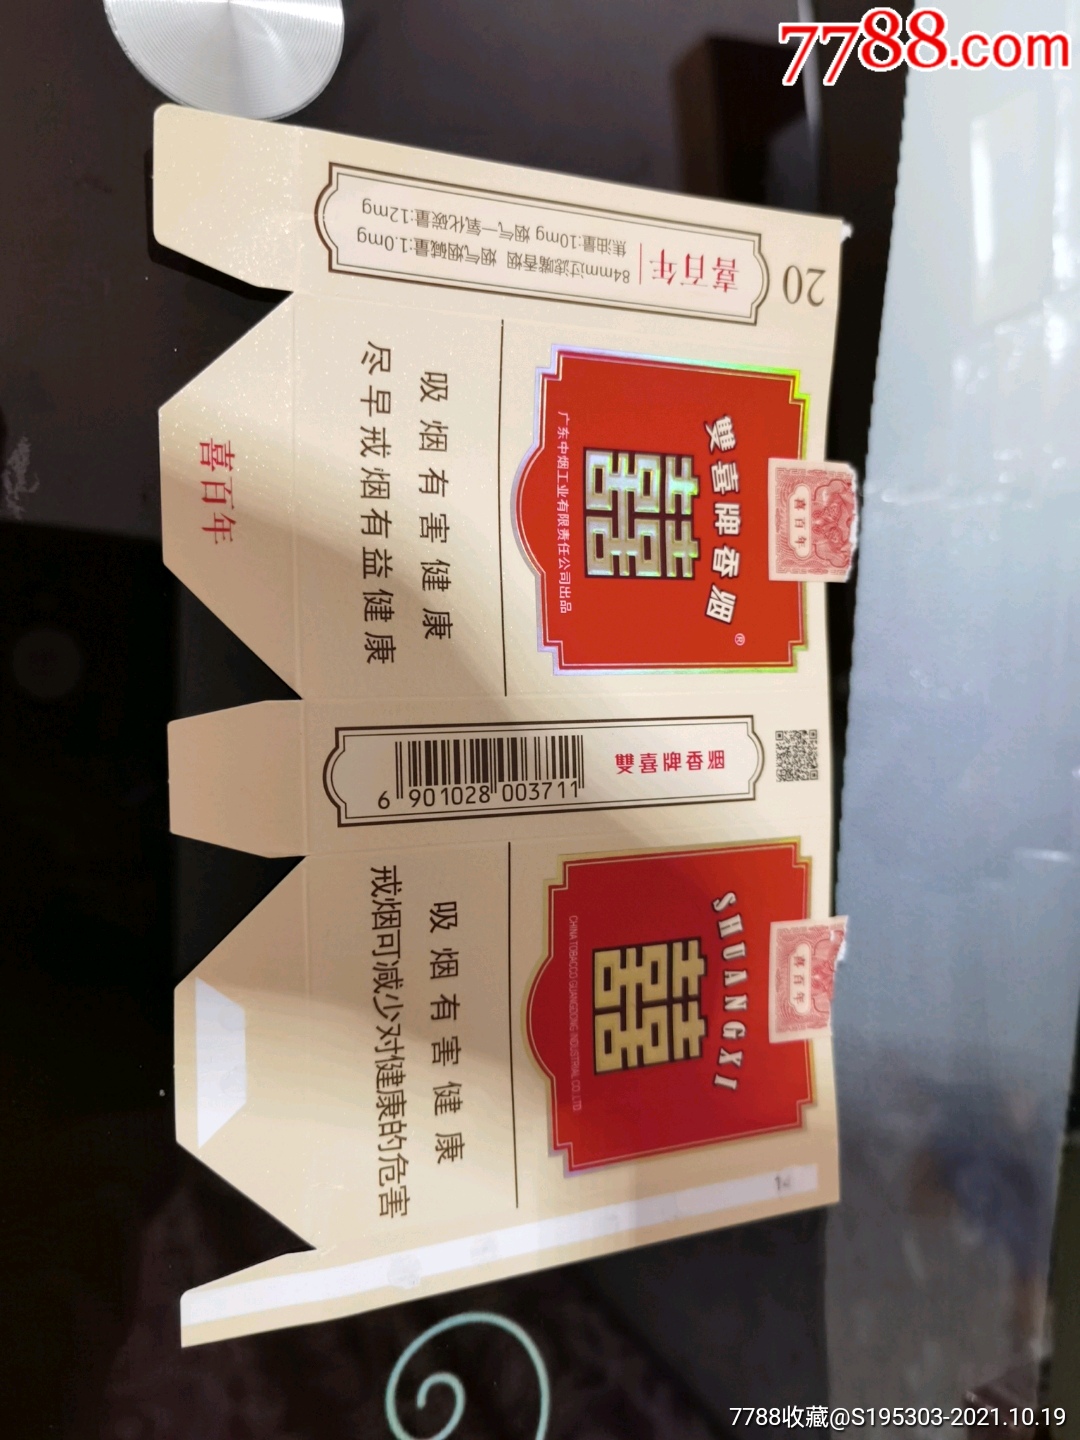 7788.com
20
喜百年
84mm过滤嘴香烟 烟气烟碱量:1.0mg
焦油量:10mg 烟气一氧化碳量:12mg
雙喜牌香烟®
囍
广东中烟工业有限责任公司出品
喜百年
吸烟有害健康
尽早戒烟有益健康
喜百年
雙喜牌香烟
6 901028 003711
SHUANGXI
囍
CHINA TOBACCO GUANGDONG INDUSTRIAL CO.,LTD.
喜百年
吸烟有害健康
戒烟可减少对健康的危害
7788收藏@S195303-2021.10.19